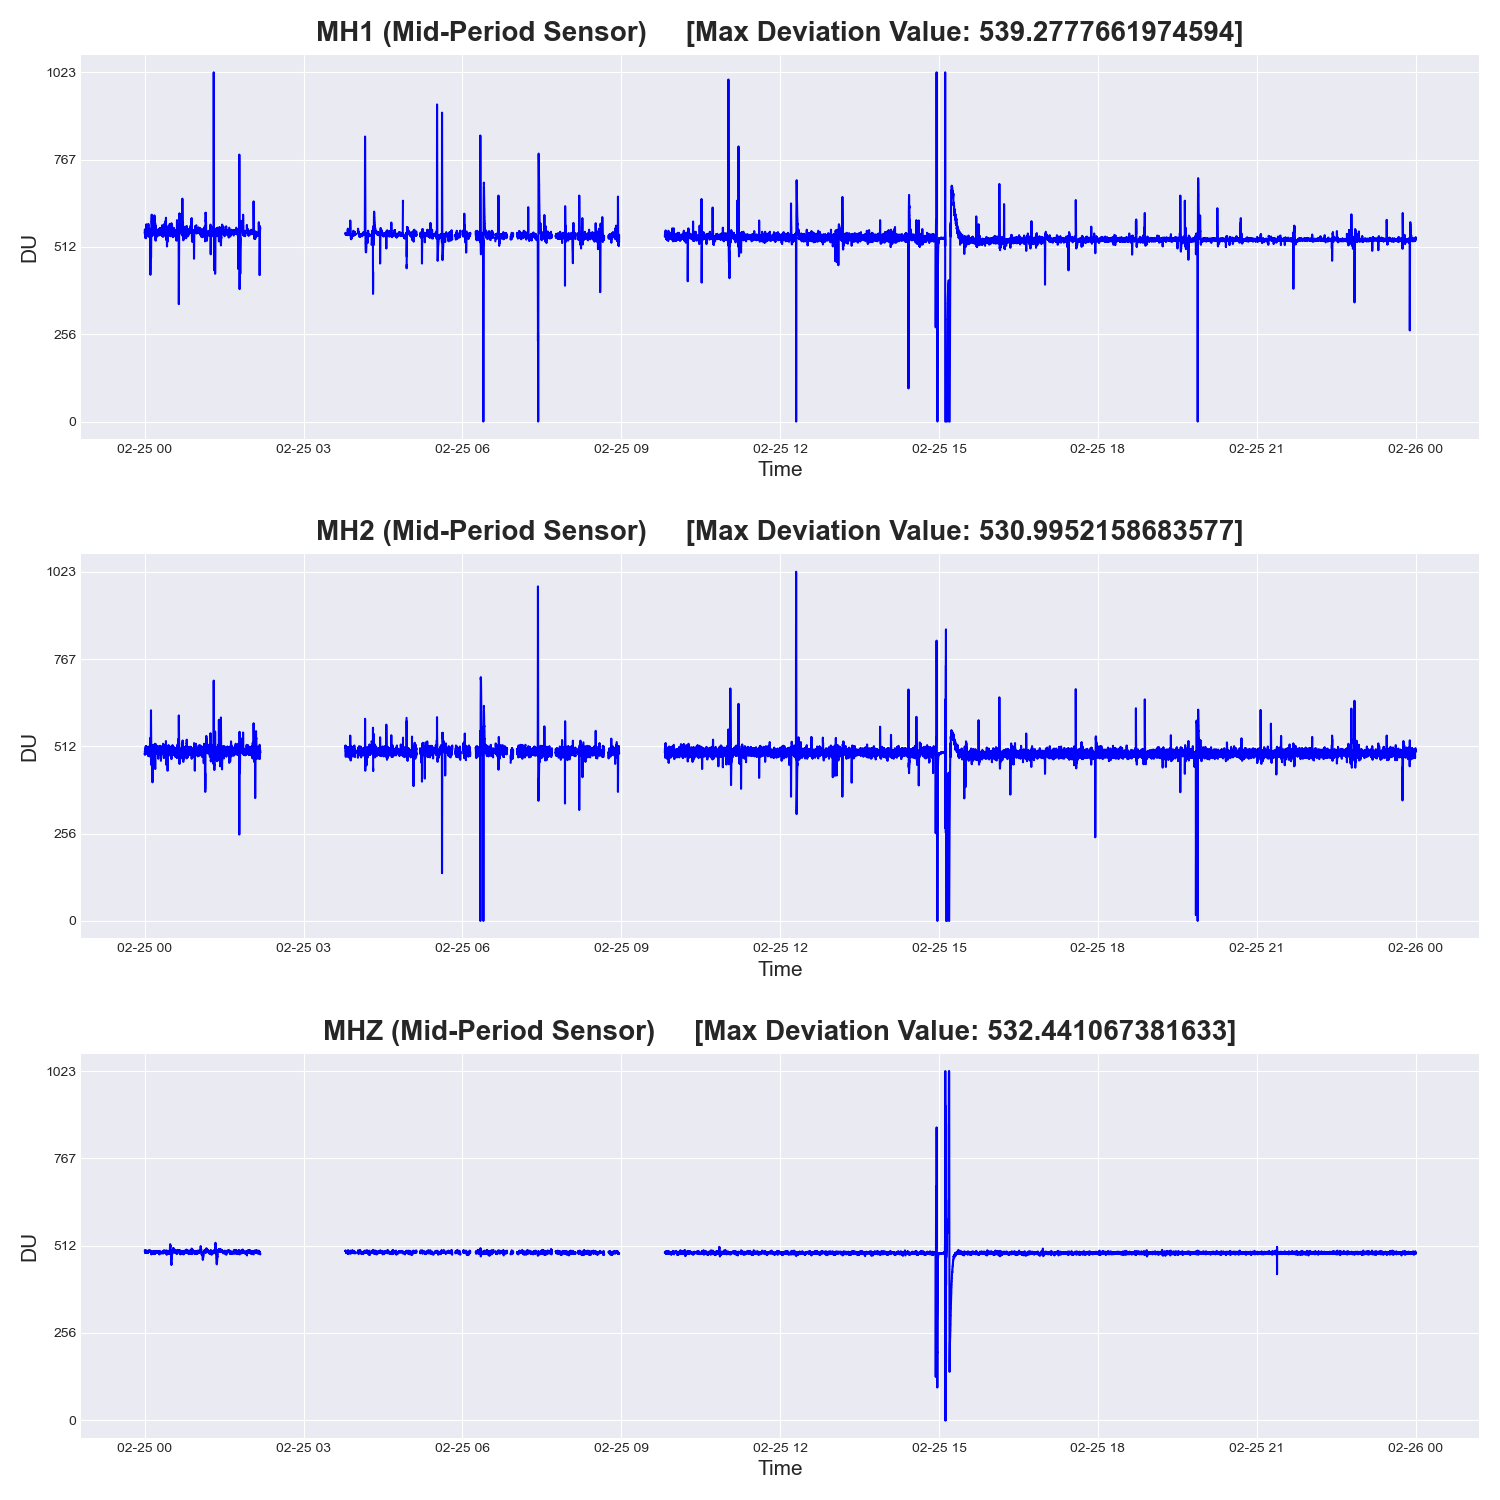 MH1 (Mid-Period Sensor) [Max Deviation Value: 539.2777661974594]
1023
767
512
256
0
DU
02-25 00 02-25 03 02-25 06 02-25 09 02-25 12 02-25 15 02-25 18 02-25 21 02-26 00
Time
MH2 (Mid-Period Sensor) [Max Deviation Value: 530.9952158683577]
1023
767
512
256
0
DU
02-25 00 02-25 03 02-25 06 02-25 09 02-25 12 02-25 15 02-25 18 02-25 21 02-26 00
Time
MHZ (Mid-Period Sensor) [Max Deviation Value: 532.441067381633]
1023
767
512
256
0
DU
02-25 00 02-25 03 02-25 06 02-25 09 02-25 12 02-25 15 02-25 18 02-25 21 02-26 00
Time